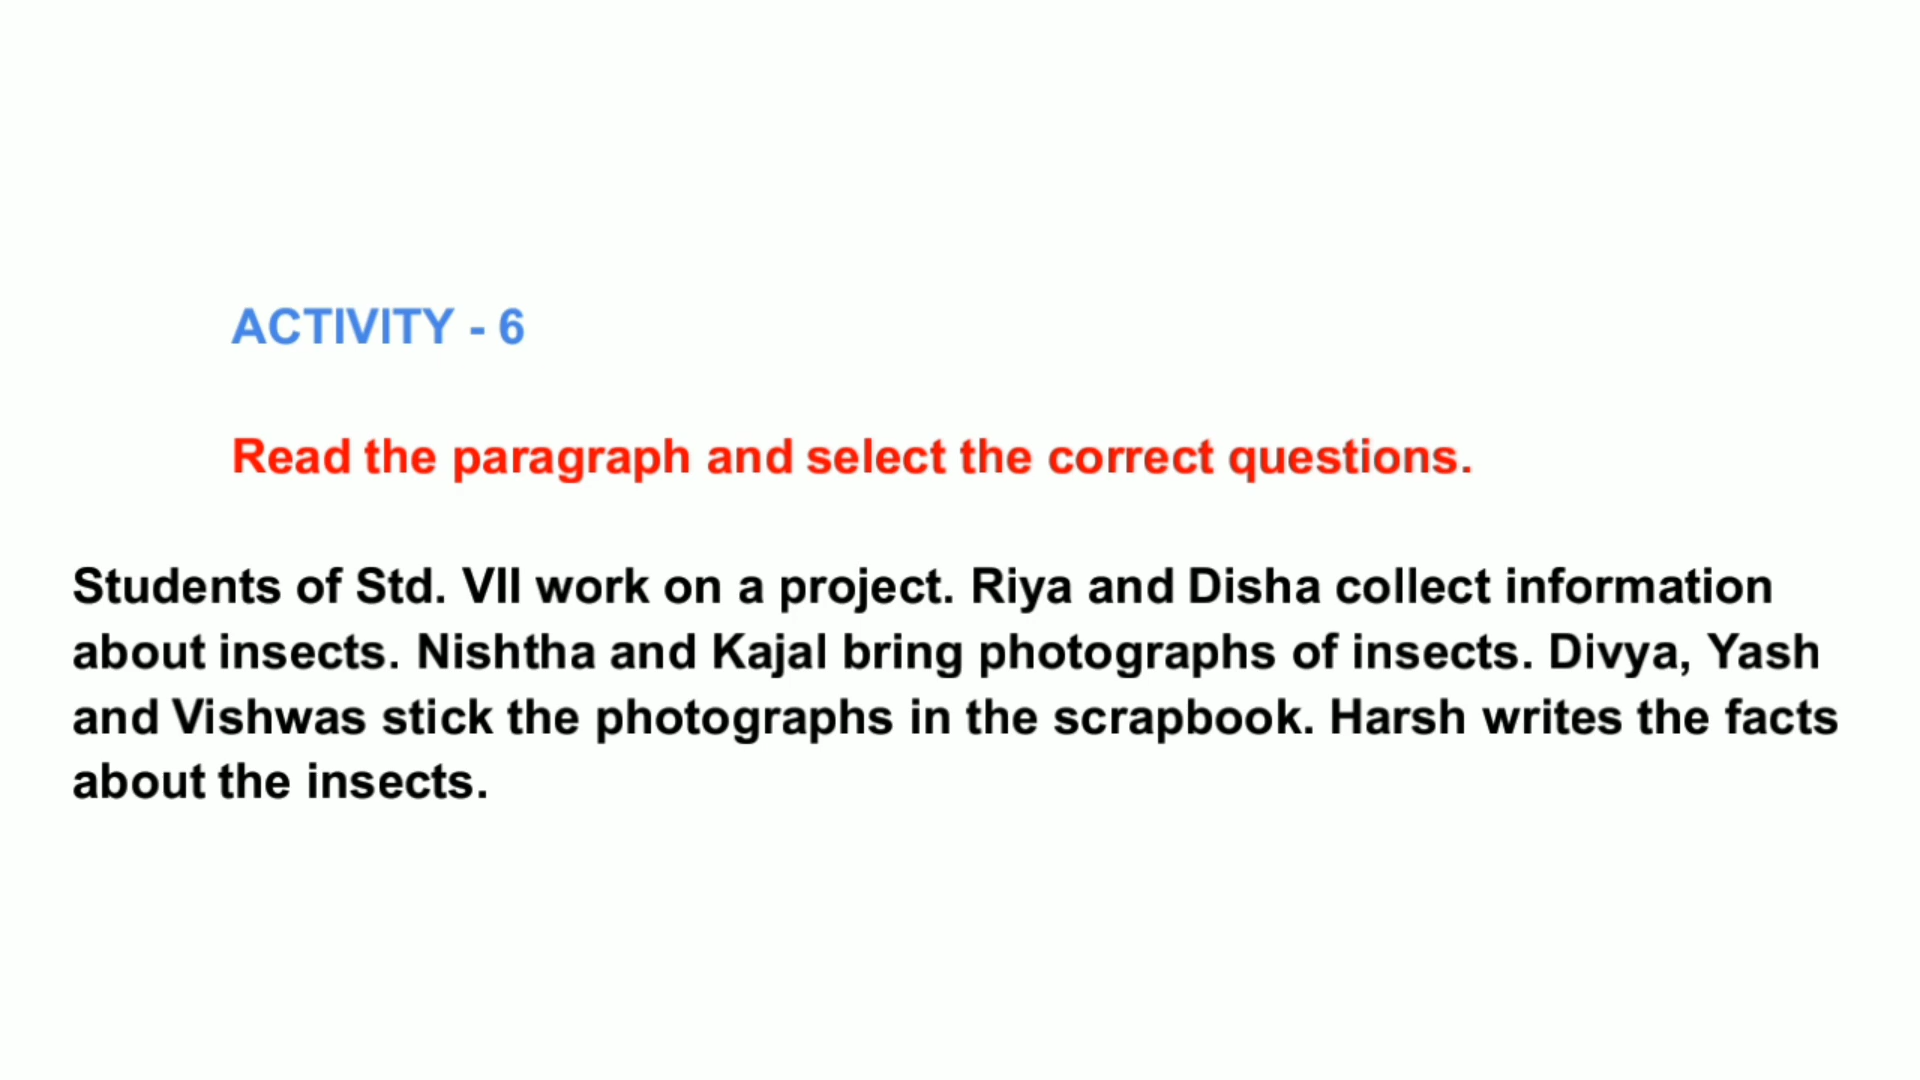 ACTIVITY - 6
Read the paragraph and select the correct questions.
Students of Std. VII work on a project. Riya and Disha collect information
about insects. Nishtha and Kajal bring photographs of insects. Divya, Yash
and Vishwas stick the photographs in the scrapbook. Harsh writes the facts
about the insects.